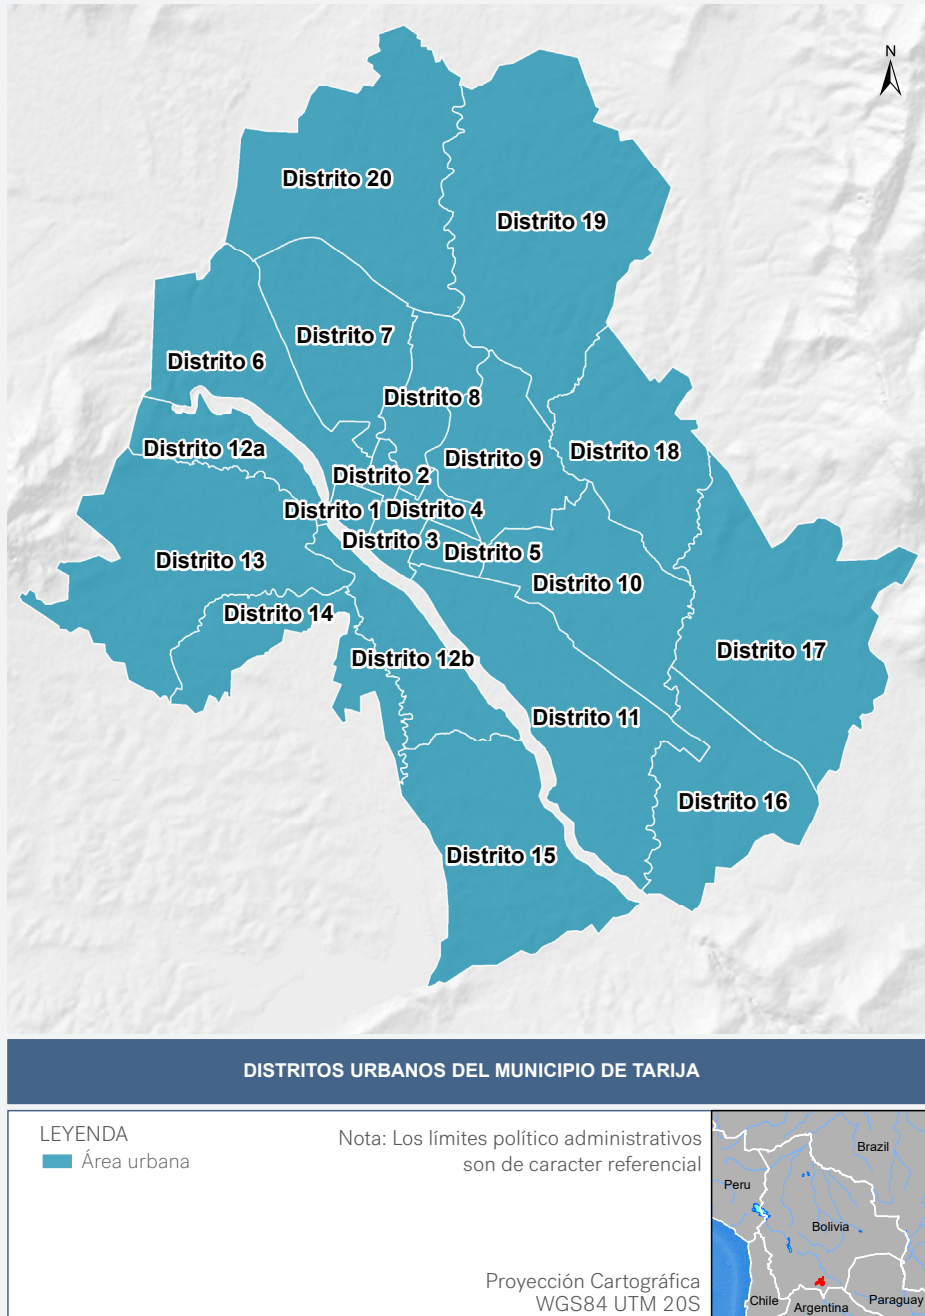 N
Distrito 20
Distrito 19
Distrito 7
Distrito 6
Distrito 8
Distrito 12a
Distrito 18
Distrito 9
Distrito 2
Distrito 1
Distrito 4
Distrito 3
Distrito 5
Distrito 13
Distrito 10
Distrito 14
Distrito 17
Distrito 12b
Distrito 11
Distrito 16
Distrito 15
DISTRITOS URBANOS DEL MUNICIPIO DE TARIJA
LEYENDA
Área urbana
Nota: Los límites político administrativos
son de caracter referencial
Proyección Cartográfica
WGS84 UTM 20S
Brazil
Peru
Bolivia
Chile
Argentina
Paraguay